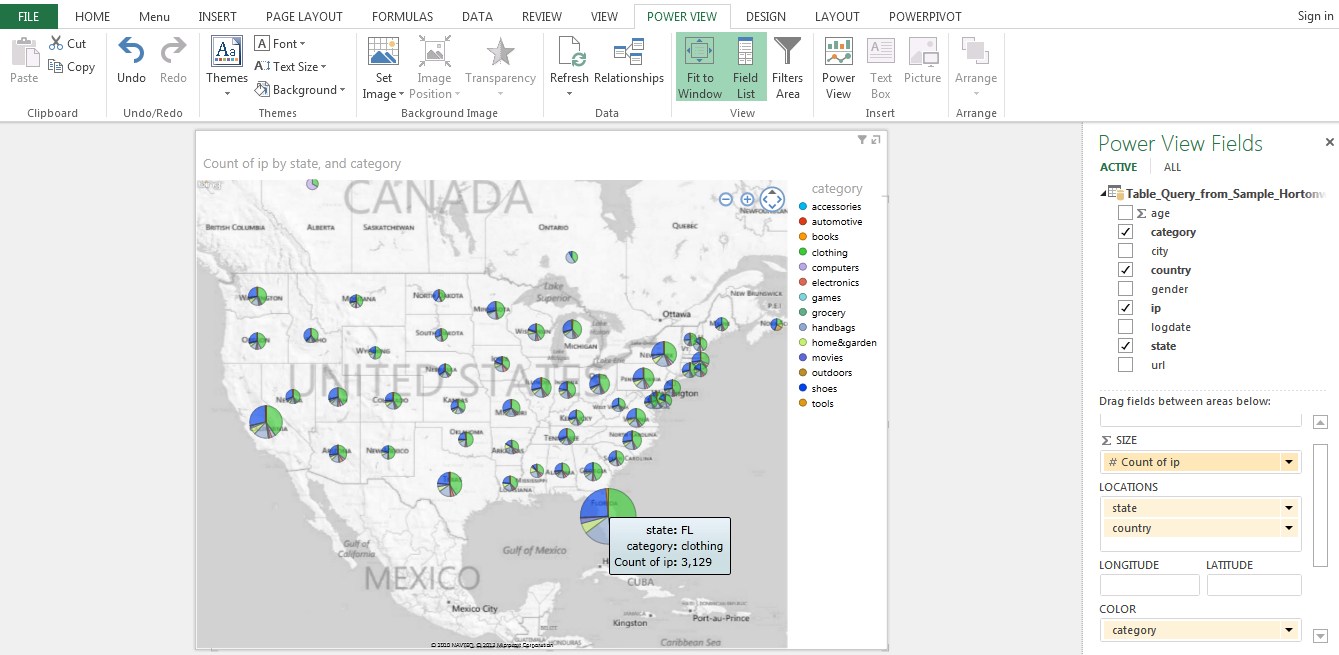 FILE HOME Menu INSERT PAGE LAYOUT FORMULAS DATA REVIEW VIEW POWER VIEW DESIGN LAYOUT POWERPIVOT Sign in
Paste
Cut
Copy
Clipboard
Undo Redo
Undo/Redo
Themes
A Font
Text Size
Background
Themes
Set
Image
Image
Position
Transparency
Background Image
Refresh Relationships
Data
Fit to
Window
Field
List
Filters
Area
View
Power
View
Text
Box
Picture
Insert
Arrange
Arrange
Count of ip by state, and category
CANADA
BRITISH COLUMBIA
ALBERTA
SASKATCHEWAN
ONTARIO
QUEBEC
Lake
Superior
NEW BRUNSWICK
P.E.I
Ottawa
MICHIGAN
UNITED STATES
Washington
Gulf of
California
Gulf of Mexico
MEXICO
Mexico City
CUBA
Kingston
Port-au-Prince
Caribbean Sea
state: FL
category: clothing
Count of ip: 3,129
category
accessories
automotive
books
clothing
computers
electronics
games
grocery
handbags
home&garden
movies
outdoors
shoes
tools
Power View Fields
ACTIVE ALL
Table_Query_from_Sample_Horton
Σ age
category
city
country
gender
ip
logdate
state
url
Drag fields between areas below:
Σ SIZE
# Count of ip
LOCATIONS
state
country
LONGITUDE LATITUDE
COLOR
category